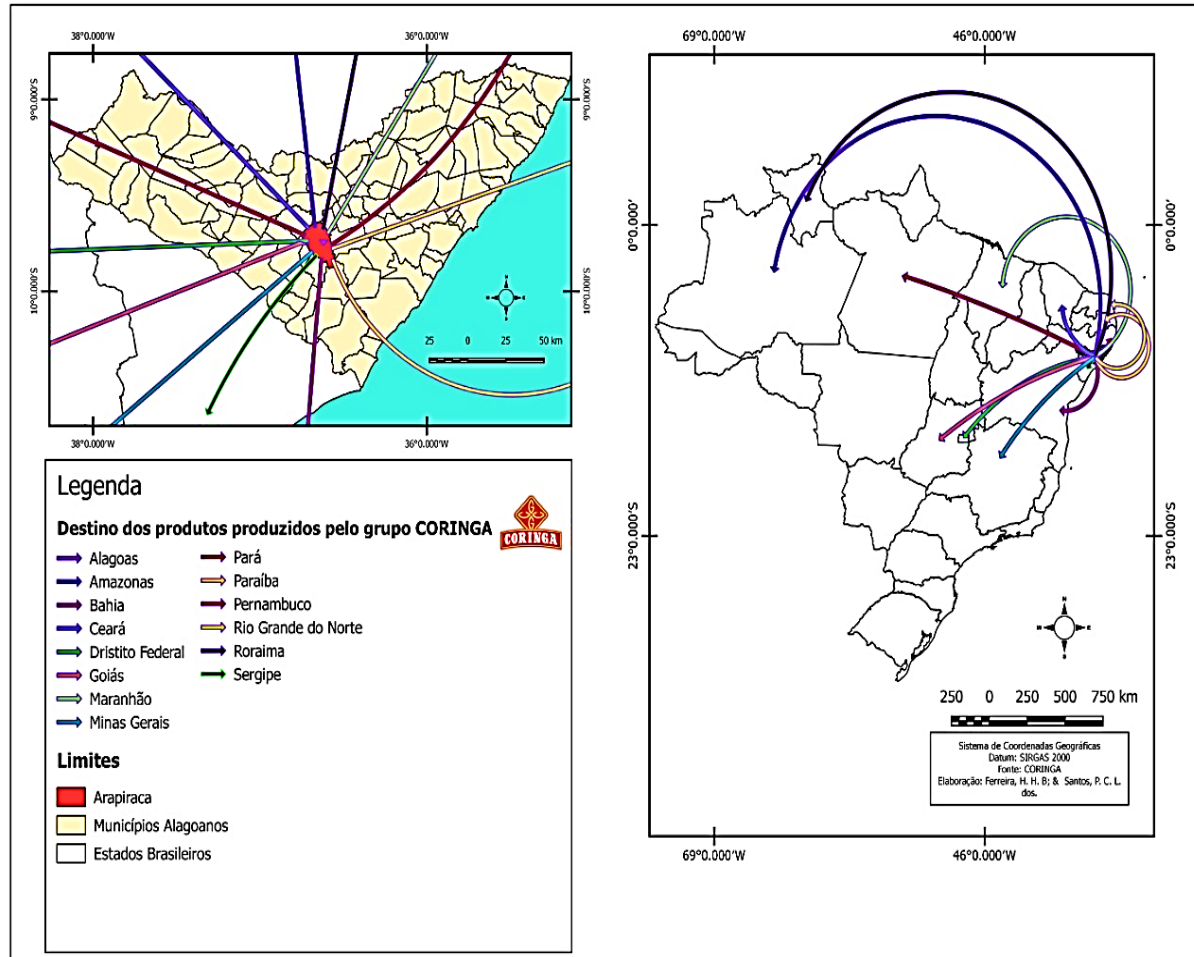 38°0.000'W
36°0.000'W
9°0.000'S
9°0.000'S
10°0.000'S
10°0.000'S
25 0 25 50 km
38°0.000'W
36°0.000'W
Legenda
Destino dos produtos produzidos pelo grupo CORINGA
CORINGA
Alagoas
Amazonas
Bahia
Ceará
Dristito Federal
Goiás
Maranhão
Minas Gerais
Pará
Paraíba
Pernambuco
Rio Grande do Norte
Roraima
Sergipe
Limites
Arapiraca
Municípios Alagoanos
Estados Brasileiros
69°0.000'W
46°0.000'W
0°0.000'
0°0.000'
23°0.000'S
23°0.000'S
250 0 250 500 750 km
Sistema de Coordenadas Geográficas
Datum: SIRGAS 2000
Fonte: CORINGA
Elaboração: Ferreira, H. H. B; & Santos, P. C. L.
dos.
69°0.000'W
46°0.000'W